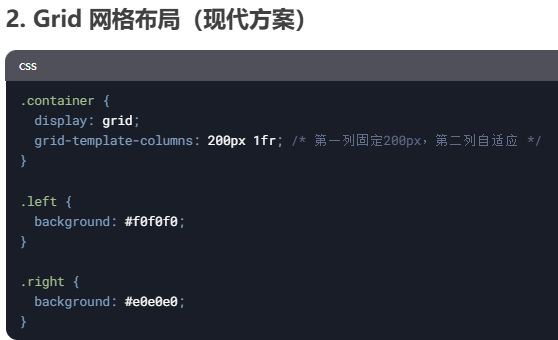 2. Grid 网格布局（现代方案）
css
.container {
  display: grid;
  grid-template-columns: 200px 1fr; /* 第一列固定200px，第二列自适应 */
}
.left {
  background: #f0f0f0;
}
.right {
  background: #e0e0e0;
}